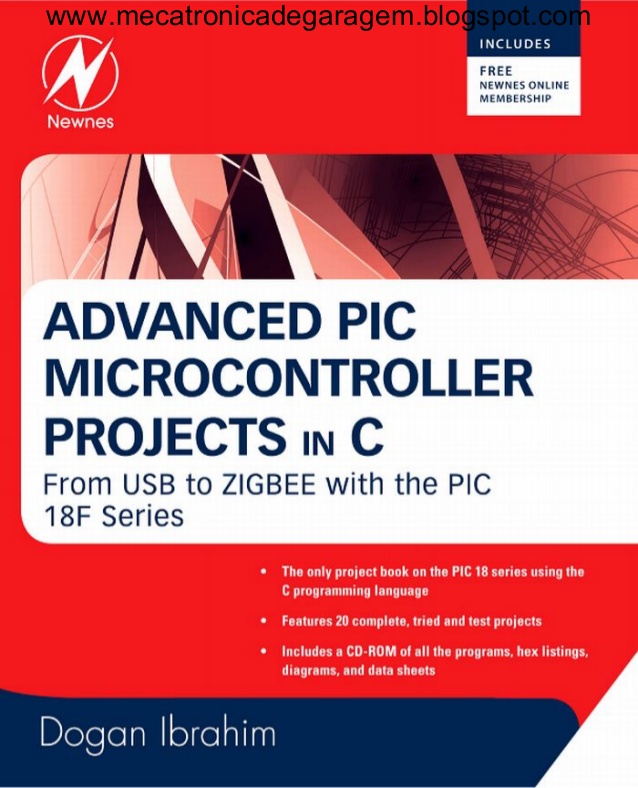 www.mecatronicadegaragem.blogspot.com
INCLUDES
FREE
NEWNES ONLINE
MEMBERSHIP
Newnes
ADVANCED PIC
MICROCONTROLLER
PROJECTS IN C
From USB to ZIGBEE with the PIC
18F Series
• The only project book on the PIC 18 series using the
C programming language
• Features 20 complete, tried and test projects
• Includes a CD-ROM of all the programs, hex listings,
diagrams, and data sheets
Dogan Ibrahim